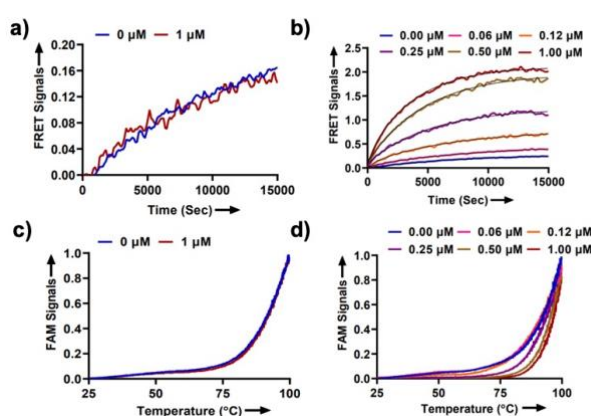 a)
0 μM 1 μM
FRET Signals
0.20
0.16
0.12
0.08
0.04
0.00
0 5000 10000 15000
Time (Sec)
b)
0.00 μM 0.06 μM 0.12 μM
0.25 μM 0.50 μM 1.00 μM
FRET Signals
2.5
2.0
1.5
1.0
0.5
0.0
0 5000 10000 15000
Time (Sec)
c)
0 μM 1 μM
FAM Signals
1.0
0.8
0.6
0.4
0.2
0.0
25 50 75 100
Temperature (°C)
d)
0.00 μM 0.06 μM 0.12 μM
0.25 μM 0.50 μM 1.00 μM
FAM Signals
1.0
0.8
0.6
0.4
0.2
0.0
25 50 75 100
Temperature (°C)